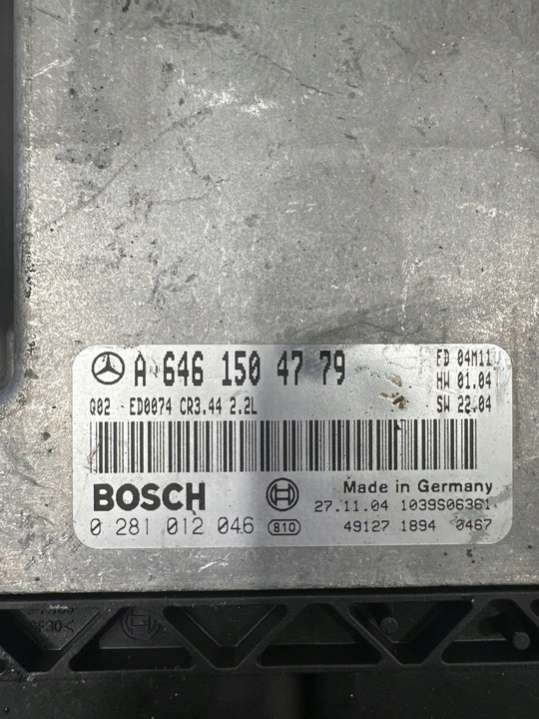 A 646 150 47 79
ED 04M11
HW 01.04
Q02 - ED0074 CR3.44 2.2L
SW 22.04
BOSCH
Made in Germany
27.11.04 1039S06361
0 281 012 046 810
49127 1894 0467